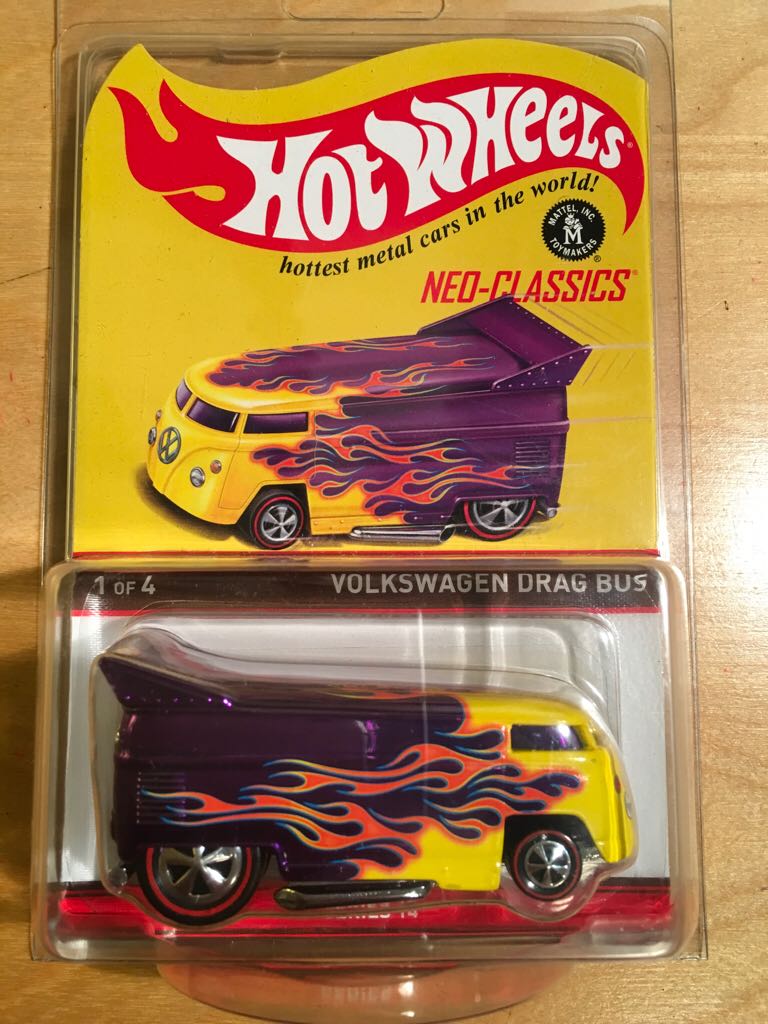 HOT WHEELS®
hottest metal cars in the world!
MATTEL, INC.
M
TOYMAKERS
®
NEO-CLASSICS®
1 OF 4
VOLKSWAGEN DRAG BUS